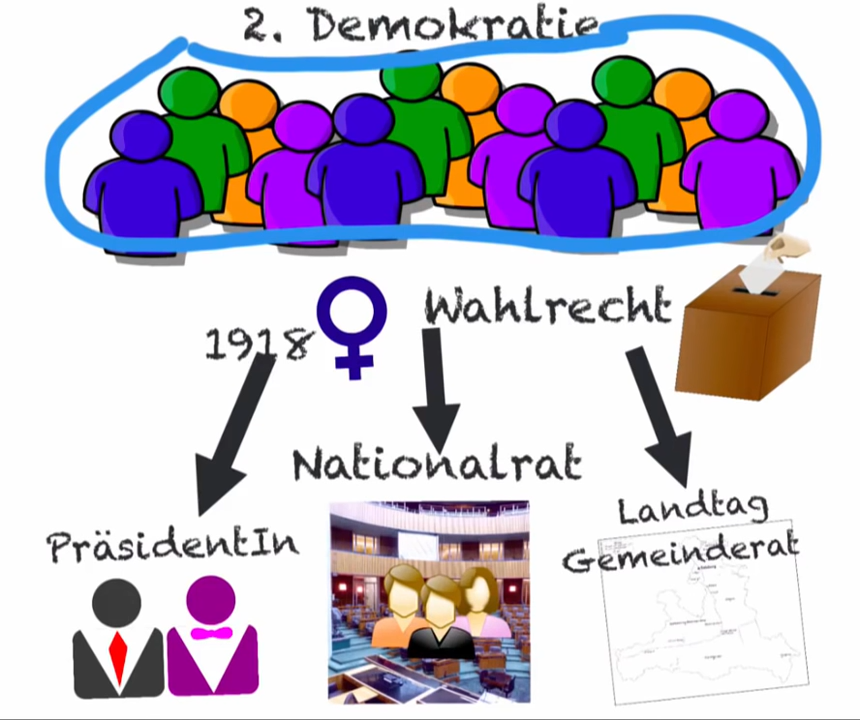 2. Demokratie
Wahlrecht
1918
Nationalrat
PräsidentIn
Landtag
Gemeinderat